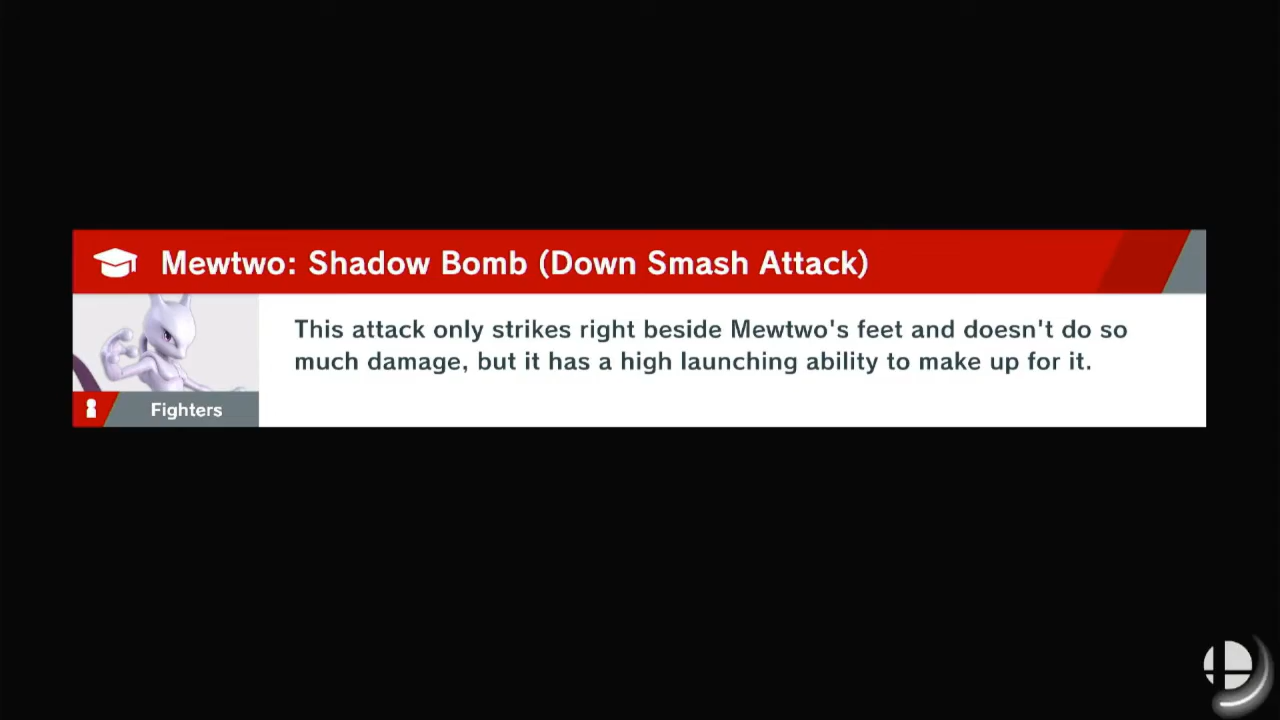 Mewtwo: Shadow Bomb (Down Smash Attack)
This attack only strikes right beside Mewtwo's feet and doesn't do so
much damage, but it has a high launching ability to make up for it.
Fighters